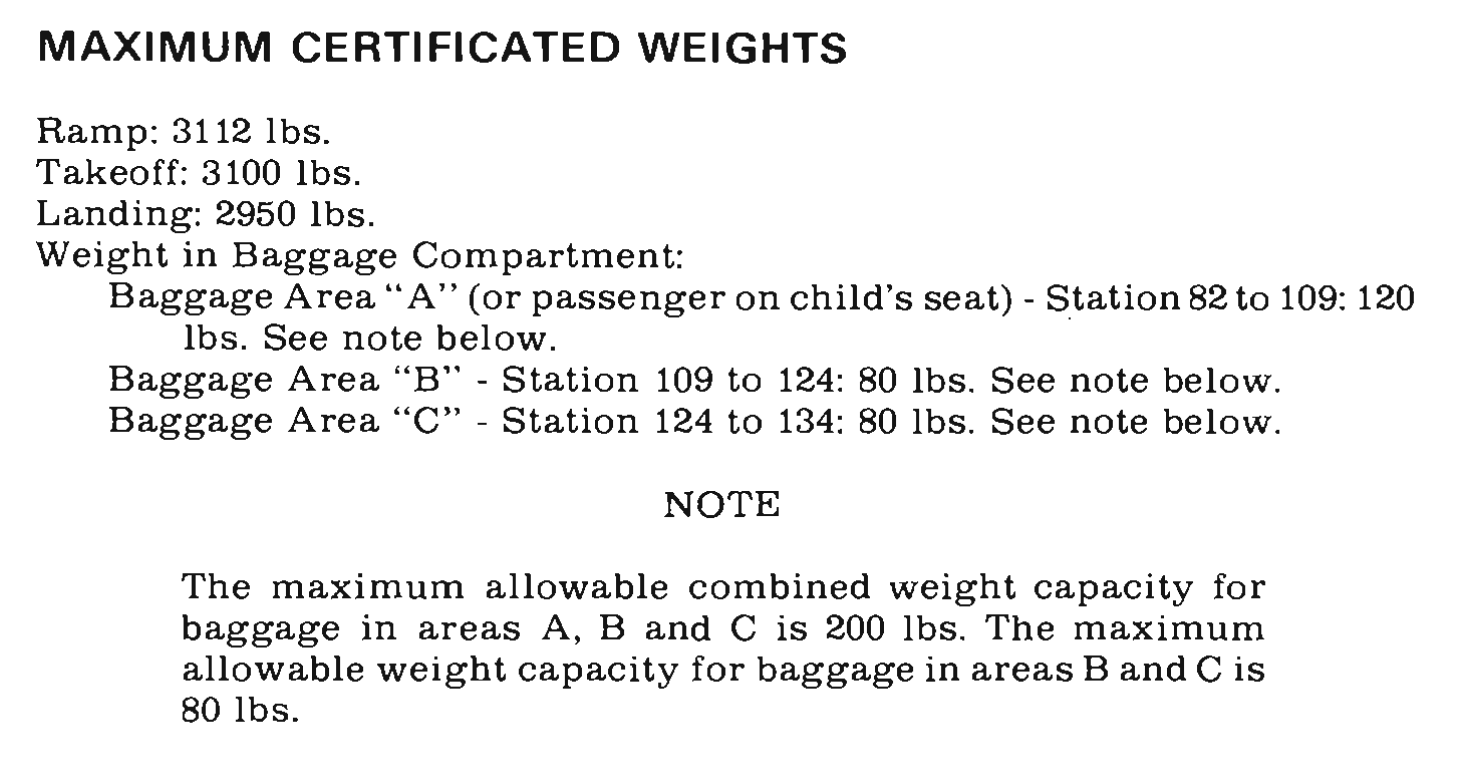 MAXIMUM CERTIFICATED WEIGHTS
Ramp: 3112 lbs.
Takeoff: 3100 lbs.
Landing: 2950 lbs.
Weight in Baggage Compartment:
Baggage Area “A” (or passenger on child’s seat) - Station 82 to 109: 120
lbs. See note below.
Baggage Area “B” - Station 109 to 124: 80 lbs. See note below.
Baggage Area “C” - Station 124 to 134: 80 lbs. See note below.
NOTE
The maximum allowable combined weight capacity for
baggage in areas A, B and C is 200 lbs. The maximum
allowable weight capacity for baggage in areas B and C is
80 lbs.